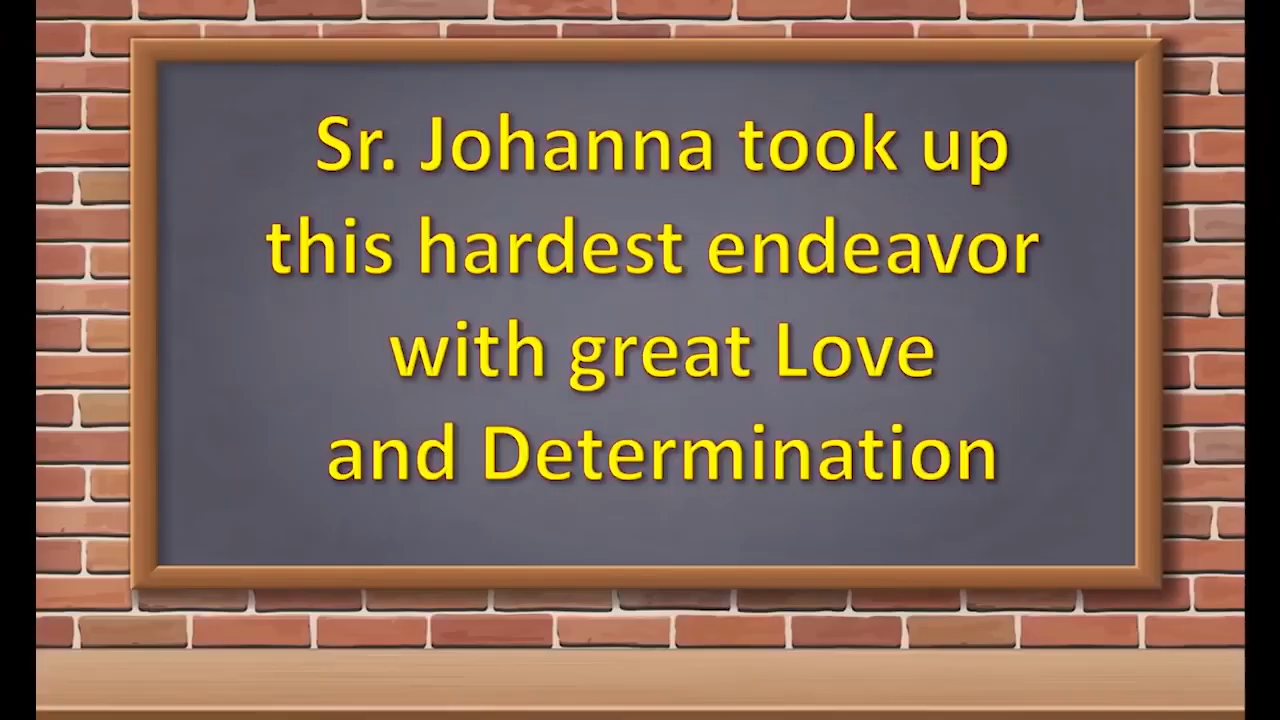 Sr. Johanna took up
this hardest endeavor
with great Love
and Determination